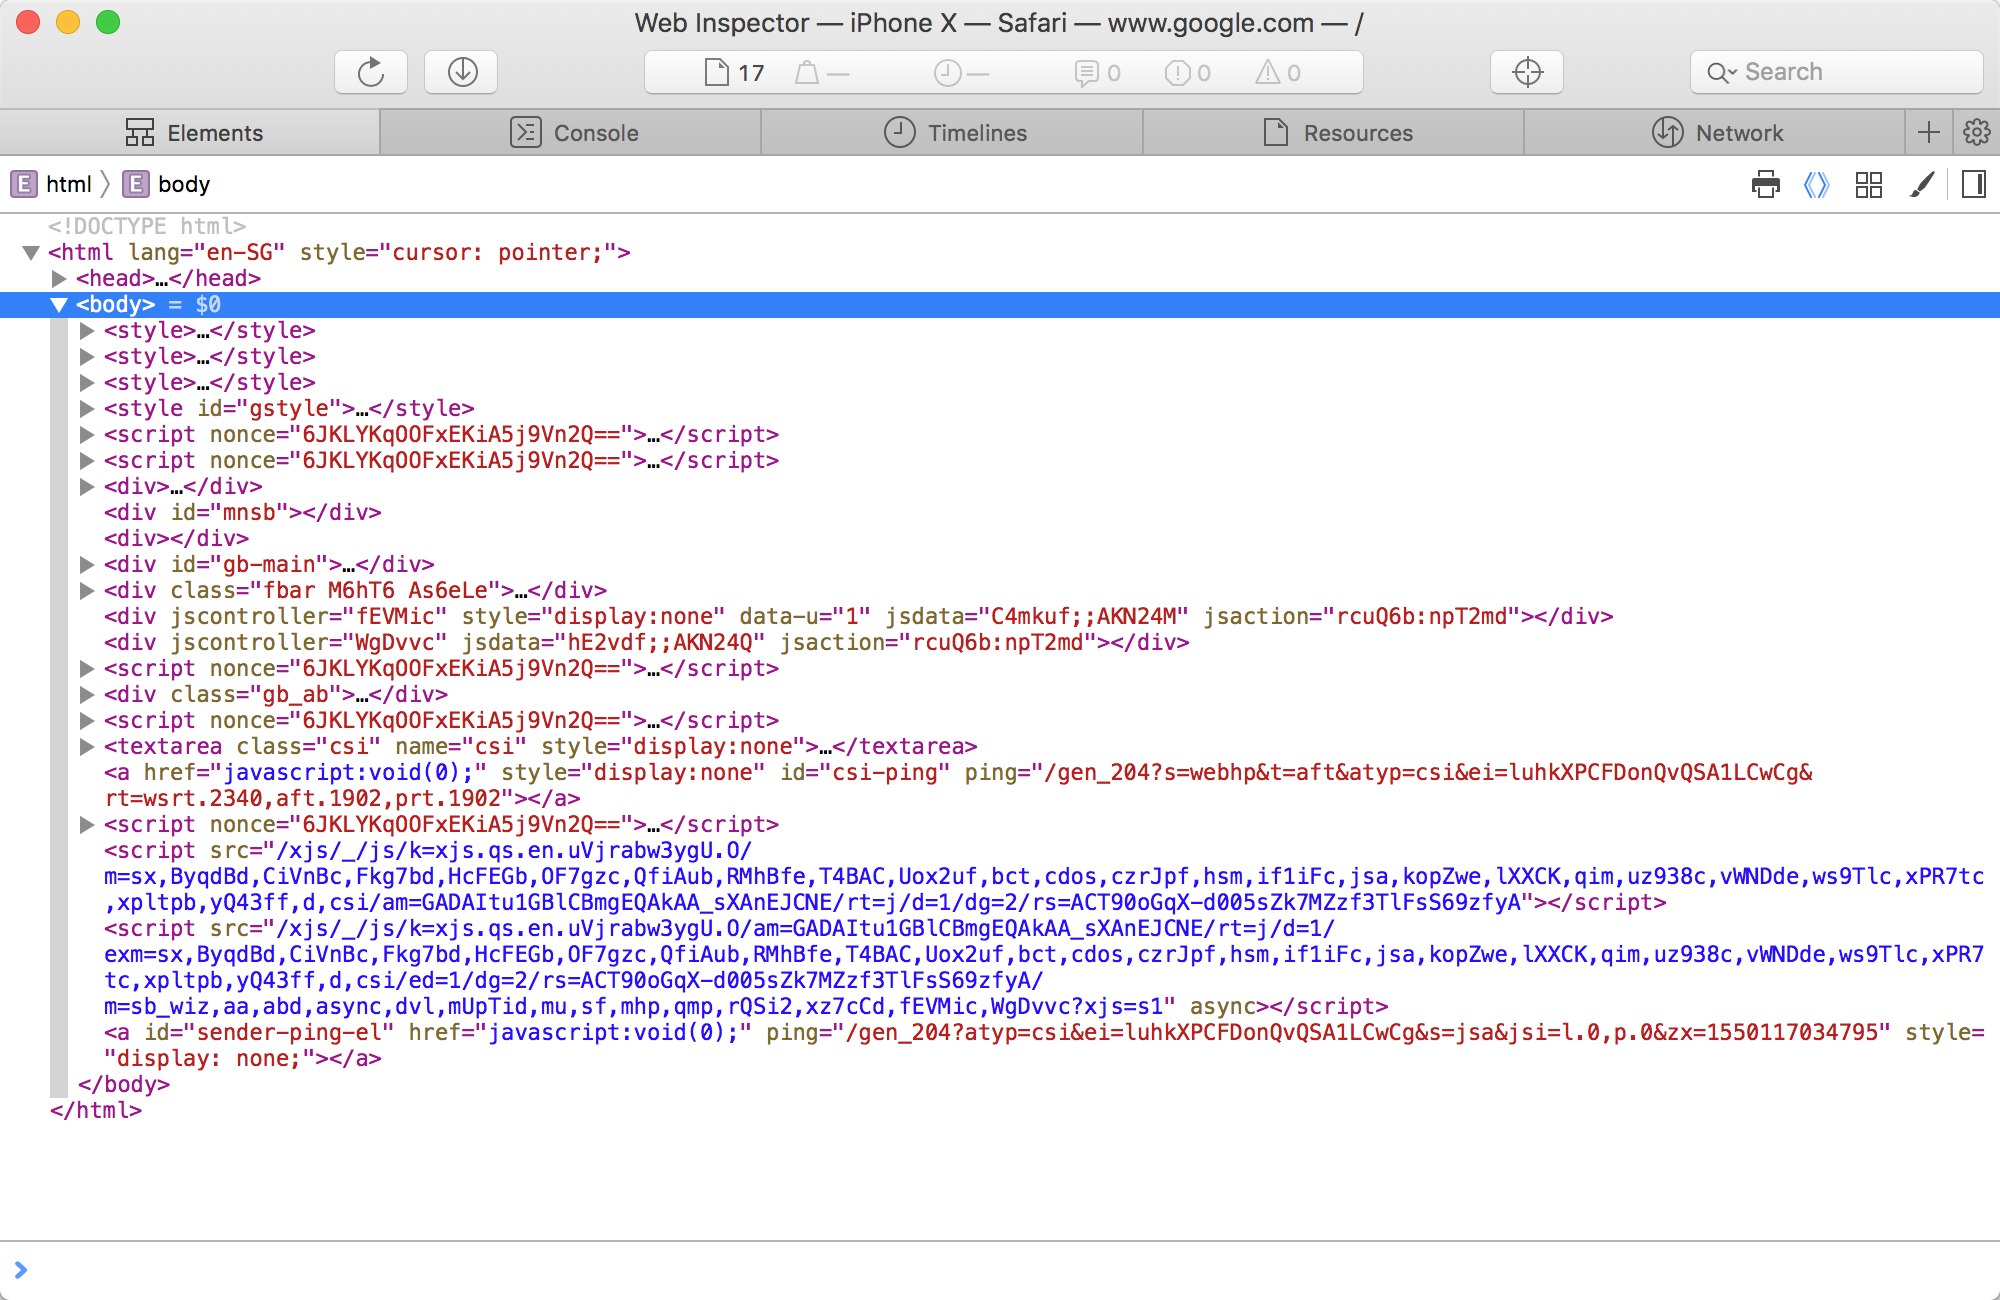 Web Inspector — iPhone X — Safari — www.google.com — /
17 — — 0 0 0 Search
Elements Console Timelines Resources Network
E html E body
<!DOCTYPE html>
<html lang="en-SG" style="cursor: pointer;">
<head>…</head>
<body> = $0
<style>…</style>
<style>…</style>
<style>…</style>
<style id="gstyle">…</style>
<script nonce="6JKLYKqOOFxEKiA5j9Vn2Q==">…</script>
<script nonce="6JKLYKqOOFxEKiA5j9Vn2Q==">…</script>
<div>…</div>
<div id="mnsb"></div>
<div></div>
<div id="gb-main">…</div>
<div class="fbar M6hT6 As6eLe">…</div>
<div jscontroller="fEVMic" style="display:none" data-u="1" jsdata="C4mkuf;;AKN24M" jsaction="rcuQ6b:npT2md"></div>
<div jscontroller="WgDvvc" jsdata="hE2vdf;;AKN24Q" jsaction="rcuQ6b:npT2md"></div>
<script nonce="6JKLYKqOOFxEKiA5j9Vn2Q==">…</script>
<div class="gb_ab">…</div>
<script nonce="6JKLYKqOOFxEKiA5j9Vn2Q==">…</script>
<textarea class="csi" name="csi" style="display:none">…</textarea>
<a href="javascript:void(0);" style="display:none" id="csi-ping" ping="/gen_204?s=webhp&t=aft&atyp=csi&ei=luhkXPCFDonQvQSA1LCwCg&
rt=wsrt.2340,aft.1902,prt.1902"></a>
<script nonce="6JKLYKqOOFxEKiA5j9Vn2Q==">…</script>
<script src="/xjs/_/js/k=xjs.qs.en.uVjrabw3ygU.O/
m=sx,ByqdBd,CiVnBc,Fkg7bd,HcFEGb,OF7gzc,QfiAub,RMhBfe,T4BAC,Uox2uf,bct,cdos,czrJpf,hsm,if1iFc,jsa,kopZwe,lXXCK,qim,uz938c,vWNDde,ws9Tlc,xPR7tc
,xpltpb,yQ43ff,d,csi/am=GADAItu1GBlCBmgEQAkAA_sXAnEJCNE/rt=j/d=1/dg=2/rs=ACT90oGqX-d005sZk7MZzf3TlFsS69zfyA"></script>
<script src="/xjs/_/js/k=xjs.qs.en.uVjrabw3ygU.O/am=GADAItu1GBlCBmgEQAkAA_sXAnEJCNE/rt=j/d=1/
exm=sx,ByqdBd,CiVnBc,Fkg7bd,HcFEGb,OF7gzc,QfiAub,RMhBfe,T4BAC,Uox2uf,bct,cdos,czrJpf,hsm,if1iFc,jsa,kopZwe,lXXCK,qim,uz938c,vWNDde,ws9Tlc,xPR7
tc,xpltpb,yQ43ff,d,csi/ed=1/dg=2/rs=ACT90oGqX-d005sZk7MZzf3TlFsS69zfyA/
m=sb_wiz,aa,abd,async,dvl,mUpTid,mu,sf,mhp,qmp,rQSi2,xz7cCd,fEVMic,WgDvvc?xjs=s1" async></script>
<a id="sender-ping-el" href="javascript:void(0);" ping="/gen_204?atyp=csi&ei=luhkXPCFDonQvQSA1LCwCg&s=jsa&jsi=l.0,p.0&zx=1550117034795" style=
"display: none;"></a>
</body>
</html>